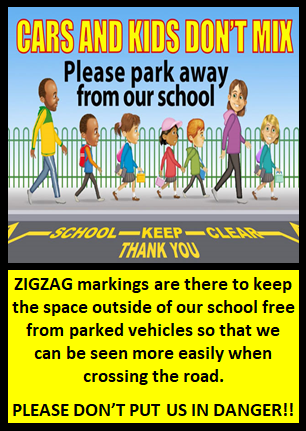 CARS AND KIDS DON'T MIX
Please park away
from our school
SCHOOL — KEEP — CLEAR
THANK YOU
ZIGZAG markings are there to keep
the space outside of our school free
from parked vehicles so that we
can be seen more easily when
crossing the road.
PLEASE DON'T PUT US IN DANGER!!